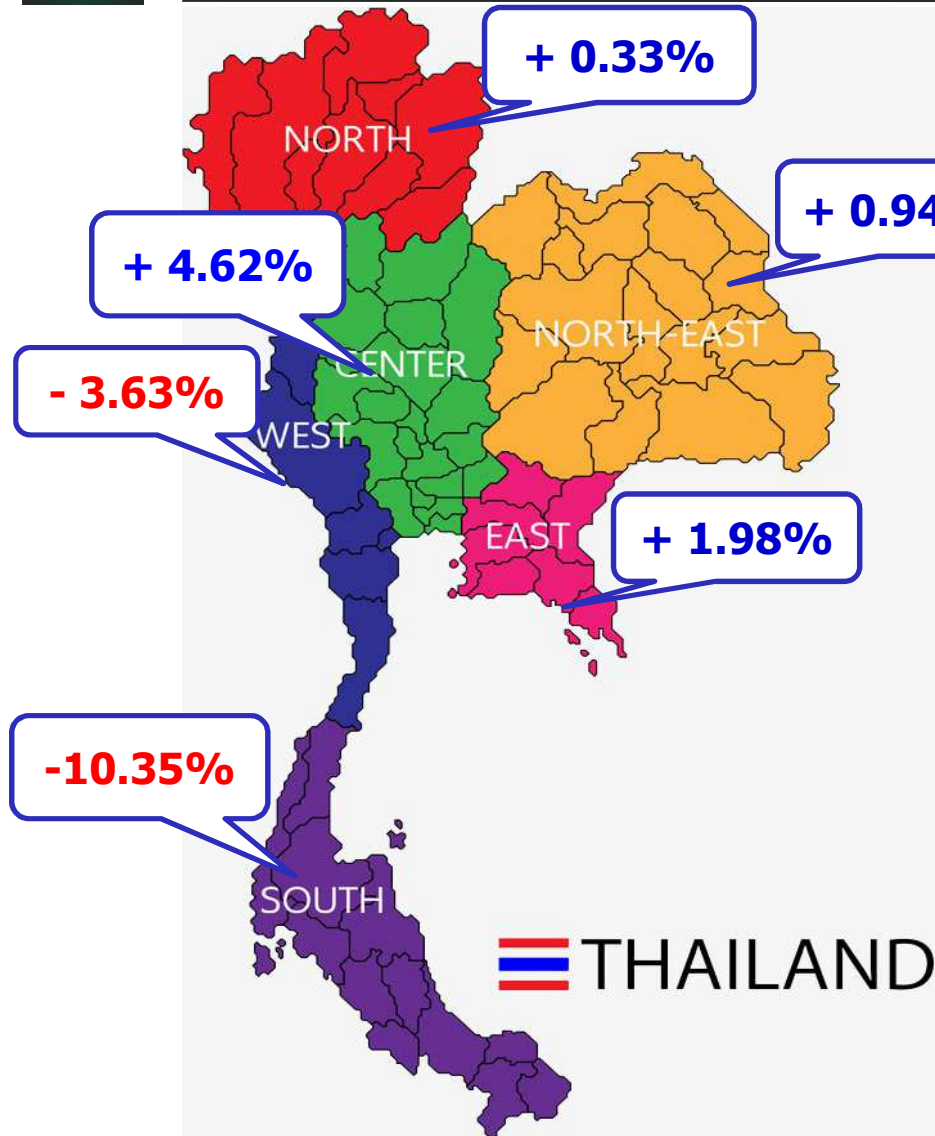 + 0.33%
NORTH
+ 0.94
+ 4.62%
NORTH-EAST
CENTER
- 3.63%
WEST
EAST
+ 1.98%
-10.35%
SOUTH
THAILAND